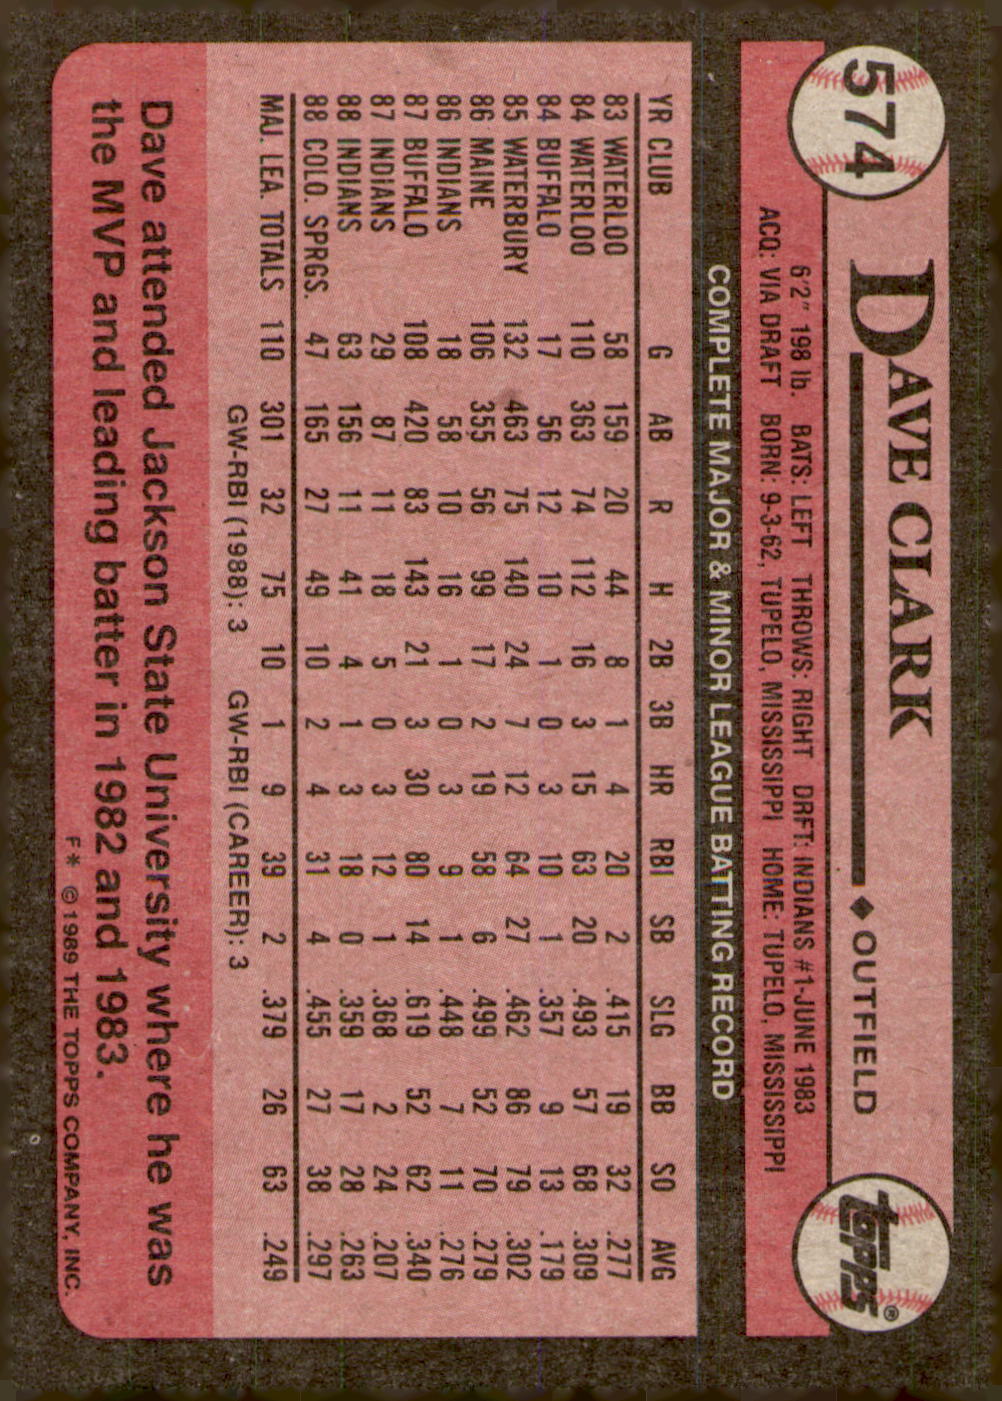 574
DAVE CLARK ◆ OUTFIELD
topps®
6'2" 198 lb. BATS: LEFT THROWS: RIGHT DRFT: INDIANS #1-JUNE 1983
ACQ: VIA DRAFT BORN: 9-3-62, TUPELO, MISSISSIPPI HOME: TUPELO, MISSISSIPPI
COMPLETE MAJOR & MINOR LEAGUE BATTING RECORD
YR CLUB G AB R H 2B 3B HR RBI SB SLG BB SO AVG
83 WATERLOO 58 159 20 44 8 1 4 20 2 .415 19 32 .277
84 WATERLOO 110 363 74 112 16 3 15 63 20 .493 57 68 .309
84 BUFFALO 17 56 12 10 1 0 3 10 1 .357 9 13 .179
85 WATERBURY 132 463 75 140 24 7 12 64 27 .462 86 79 .302
86 MAINE 106 355 56 99 17 2 19 58 6 .499 52 70 .279
86 INDIANS 18 58 10 16 1 0 3 9 1 .448 7 11 .276
87 BUFFALO 108 420 83 143 21 3 30 80 14 .619 52 62 .340
87 INDIANS 29 87 11 18 5 0 3 12 1 .368 2 24 .207
88 INDIANS 63 156 11 41 4 1 3 18 0 .359 17 28 .263
88 COLO. SPRGS. 47 165 27 49 10 2 4 31 4 .455 27 38 .297
MAJ. LEA. TOTALS 110 301 32 75 10 1 9 39 2 .379 26 63 .249
GW-RBI (1988): 3 GW-RBI (CAREER): 3
Dave attended Jackson State University where he was
the MVP and leading batter in 1982 and 1983.
F* ©1989 THE TOPPS COMPANY, INC.